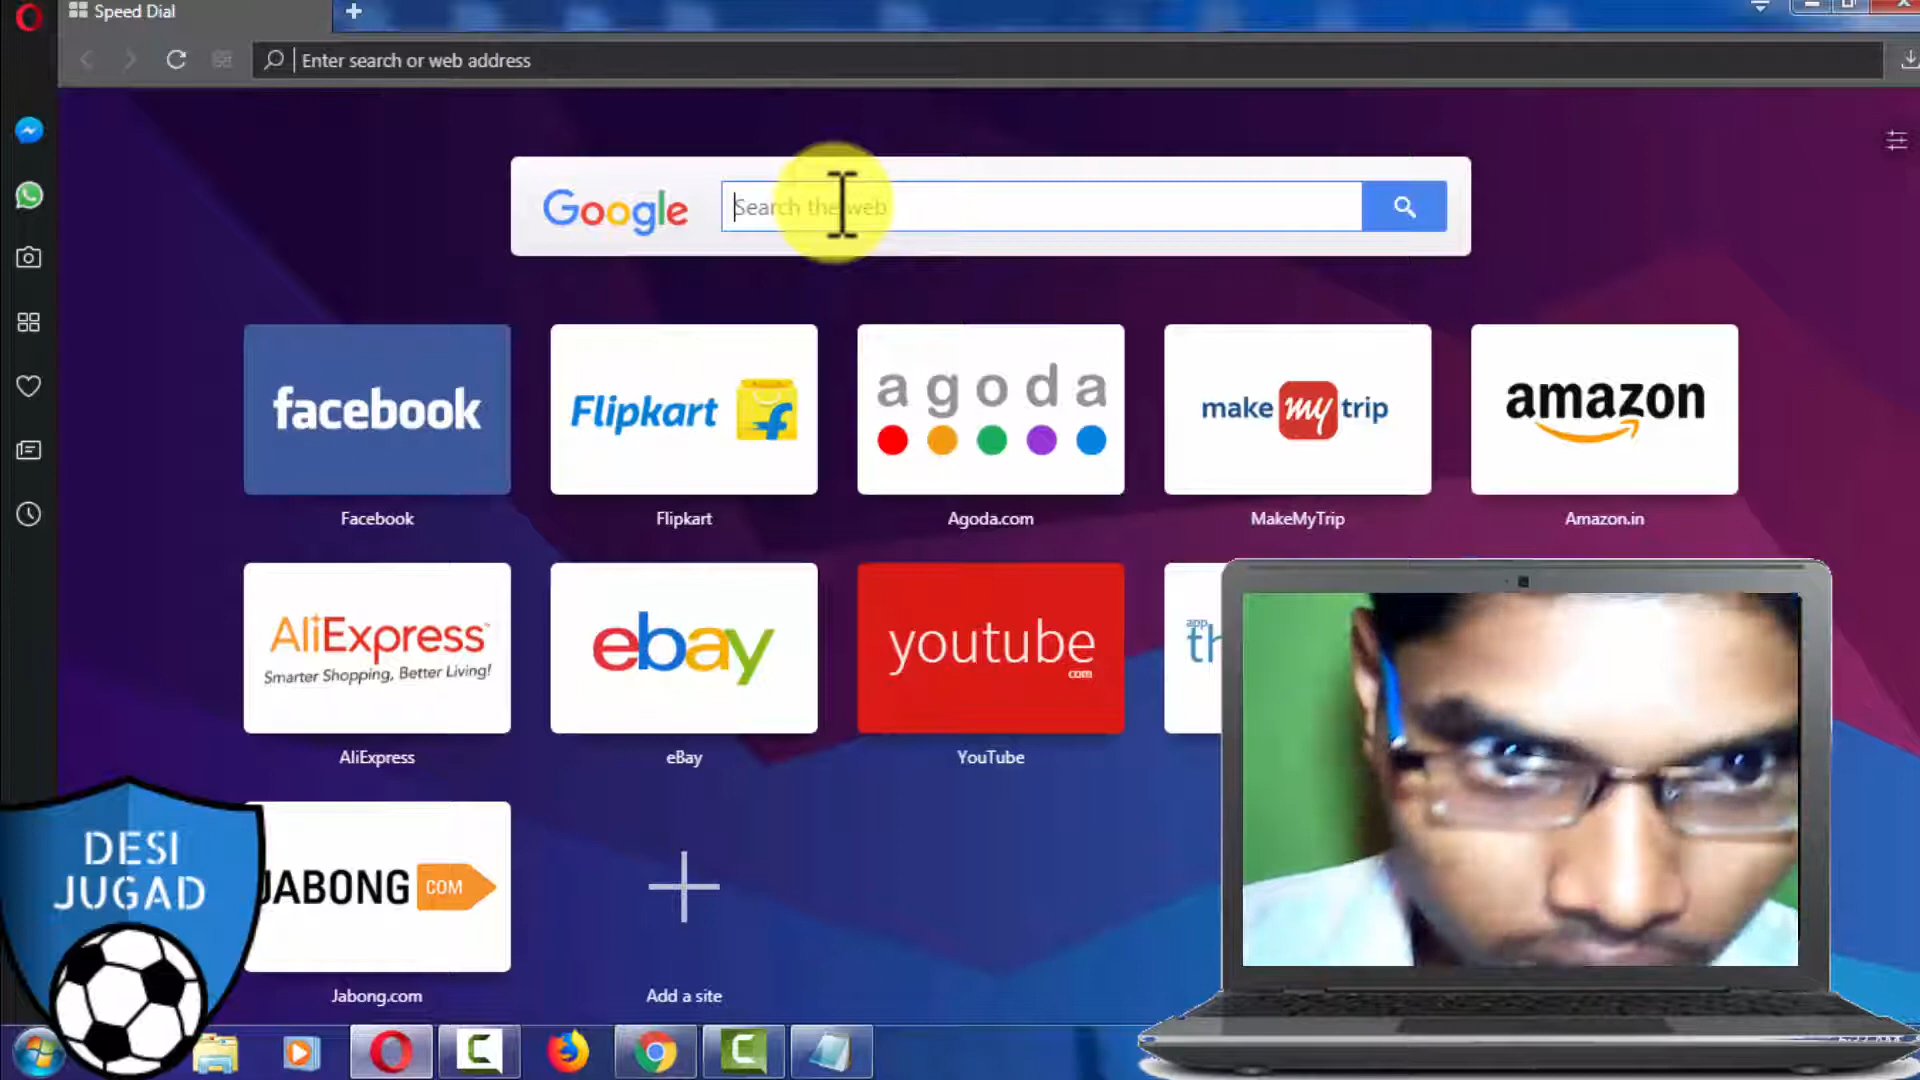 Speed Dial
Enter search or web address
Google
Search the web
facebook
Flipkart
agoda
make my trip
amazon
Facebook
Flipkart
Agoda.com
MakeMyTrip
Amazon.in
AliExpress
Smarter Shopping, Better Living!
ebay
youtube
com
app
th
AliExpress
eBay
YouTube
DESI
JUGAD
JABONG
COM
Jabong.com
Add a site